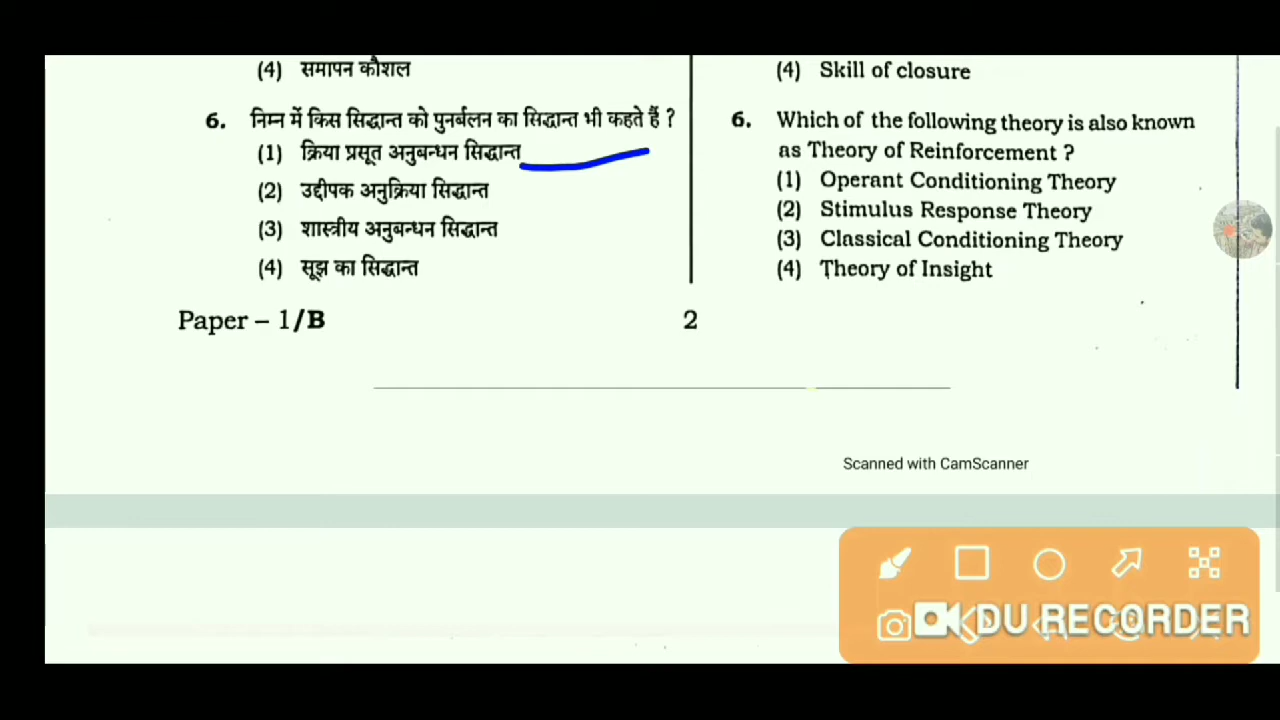 (4) समापन कौशल
6. निम्न में किस सिद्धान्त को पुनर्बलन का सिद्धान्त भी कहते हैं ?
(1) क्रिया प्रसूत अनुबन्धन सिद्धान्त
(2) उद्दीपक अनुक्रिया सिद्धान्त
(3) शास्त्रीय अनुबन्धन सिद्धान्त
(4) सूझ का सिद्धान्त
(4) Skill of closure
6. Which of the following theory is also known
as Theory of Reinforcement ?
(1) Operant Conditioning Theory
(2) Stimulus Response Theory
(3) Classical Conditioning Theory
(4) Theory of Insight
Paper – 1/B
2
Scanned with CamScanner
DU RECORDER